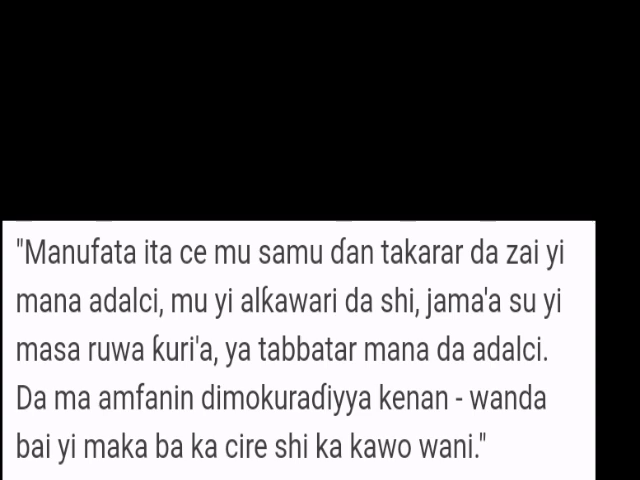 "Manufata ita ce mu samu ɗan takarar da zai yi
mana adalci, mu yi alƙawari da shi, jama'a su yi
masa ruwa ƙuri'a, ya tabbatar mana da adalci.
Da ma amfanin dimokuraɗiyya kenan - wanda
bai yi maka ba ka cire shi ka kawo wani."